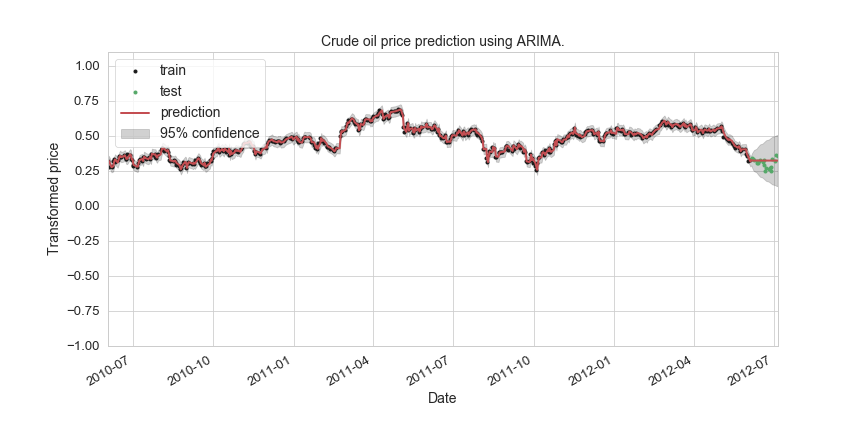 Crude oil price prediction using ARIMA.
1.00
0.75
0.50
0.25
0.00
−0.25
−0.50
−0.75
−1.00
Transformed price
train
test
prediction
95% confidence
2010-07
2010-10
2011-01
2011-04
2011-07
2011-10
2012-01
2012-04
2012-07
Date